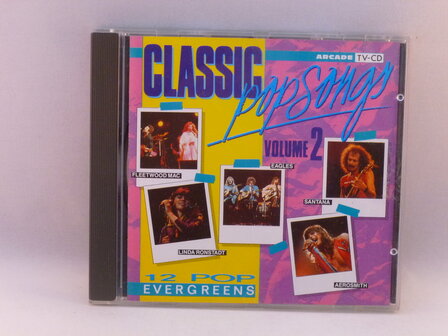 ARCADE TV-CD
CLASSIC
popsongs
VOLUME 2
FLEETWOOD MAC
EAGLES
SANTANA
LINDA RONSTADT
AEROSMITH
12 POP
EVERGREENS